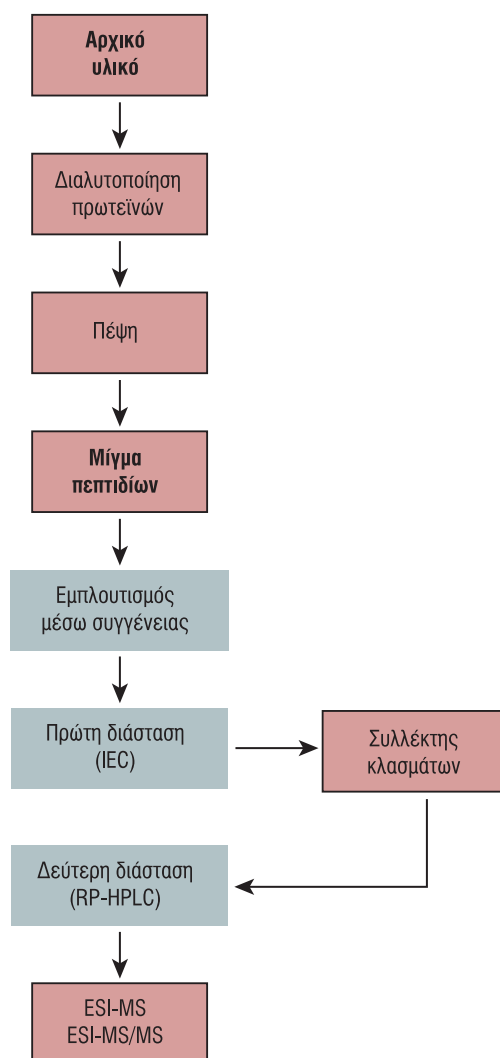 Αρχικό
υλικό
Διαλυτοποίηση
πρωτεϊνών
Πέψη
Μίγμα
πεπτιδίων
Εμπλουτισμός
μέσω συγγένειας
Πρώτη διάσταση
(IEC)
Συλλέκτης
κλασμάτων
Δεύτερη διάσταση
(RP-HPLC)
ESI-MS
ESI-MS/MS